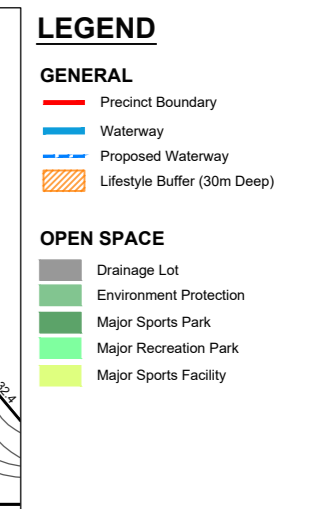 LEGEND
GENERAL
Precinct Boundary
Waterway
Proposed Waterway
Lifestyle Buffer (30m Deep)
OPEN SPACE
Drainage Lot
Environment Protection
Major Sports Park
Major Recreation Park
Major Sports Facility